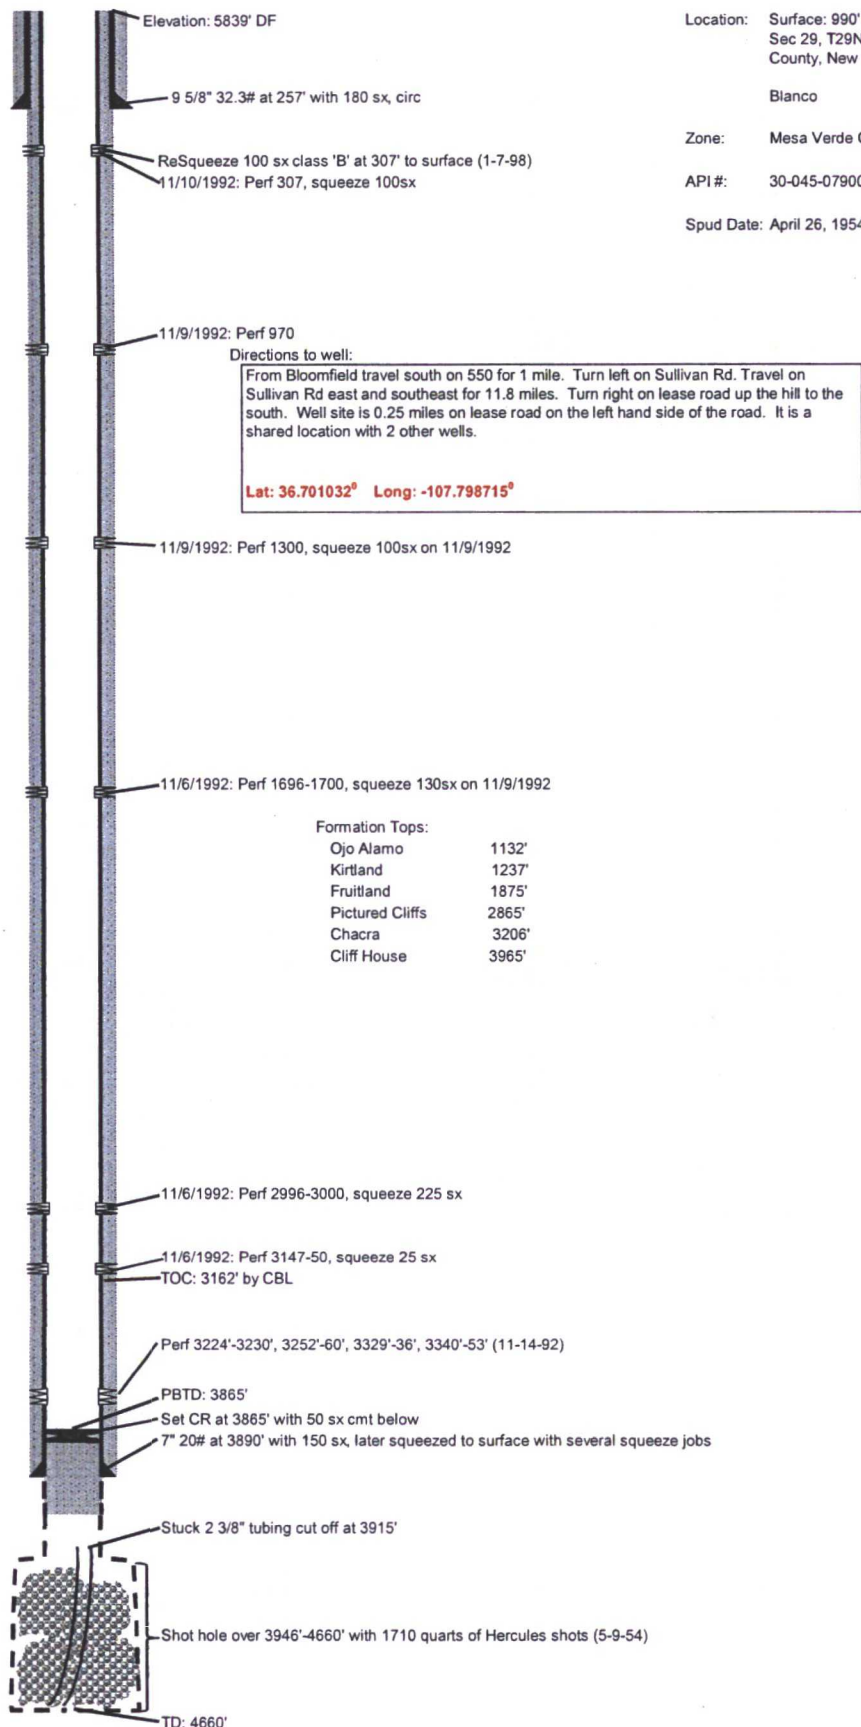 Elevation: 5839' DF
Location: Surface: 990'
Sec 29, T29N
County, New
9 5/8" 32.3# at 257' with 180 sx, circ
Blanco
Zone: Mesa Verde
ReSqueeze 100 sx class 'B' at 307' to surface (1-7-98)
11/10/1992: Perf 307, squeeze 100sx
API #: 30-045-07900
Spud Date: April 26, 1954
11/9/1992: Perf 970
Directions to well:
From Bloomfield travel south on 550 for 1 mile. Turn left on Sullivan Rd. Travel on
Sullivan Rd east and southeast for 11.8 miles. Turn right on lease road up the hill to the
south. Well site is 0.25 miles on lease road on the left hand side of the road. It is a
shared location with 2 other wells.
Lat: 36.701032⁰ Long: -107.798715⁰
11/9/1992: Perf 1300, squeeze 100sx on 11/9/1992
11/6/1992: Perf 1696-1700, squeeze 130sx on 11/9/1992
Formation Tops:
Ojo Alamo 1132'
Kirtland 1237'
Fruitland 1875'
Pictured Cliffs 2865'
Chacra 3206'
Cliff House 3965'
11/6/1992: Perf 2996-3000, squeeze 225 sx
11/6/1992: Perf 3147-50, squeeze 25 sx
TOC: 3162' by CBL
Perf 3224'-3230', 3252'-60', 3329'-36', 3340'-53' (11-14-92)
PBTD: 3865'
Set CR at 3865' with 50 sx cmt below
7" 20# at 3890' with 150 sx, later squeezed to surface with several squeeze jobs
Stuck 2 3/8" tubing cut off at 3915'
Shot hole over 3946'-4660' with 1710 quarts of Hercules shots (5-9-54)
TD: 4660'